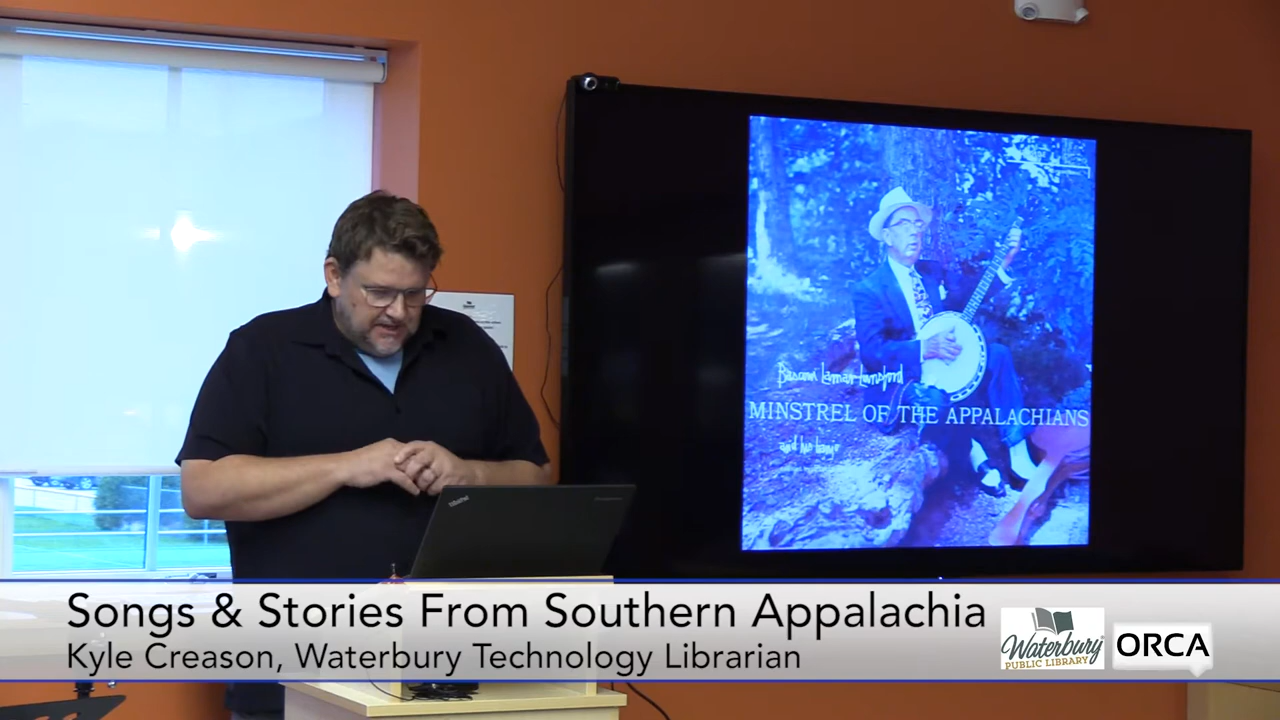 Bascom Lamar Lunsford
MINSTREL OF THE APPALACHIANS
and his banjo
ThinkPad
Songs & Stories From Southern Appalachia
Kyle Creason, Waterbury Technology Librarian
Waterbury
PUBLIC LIBRARY
ORCA